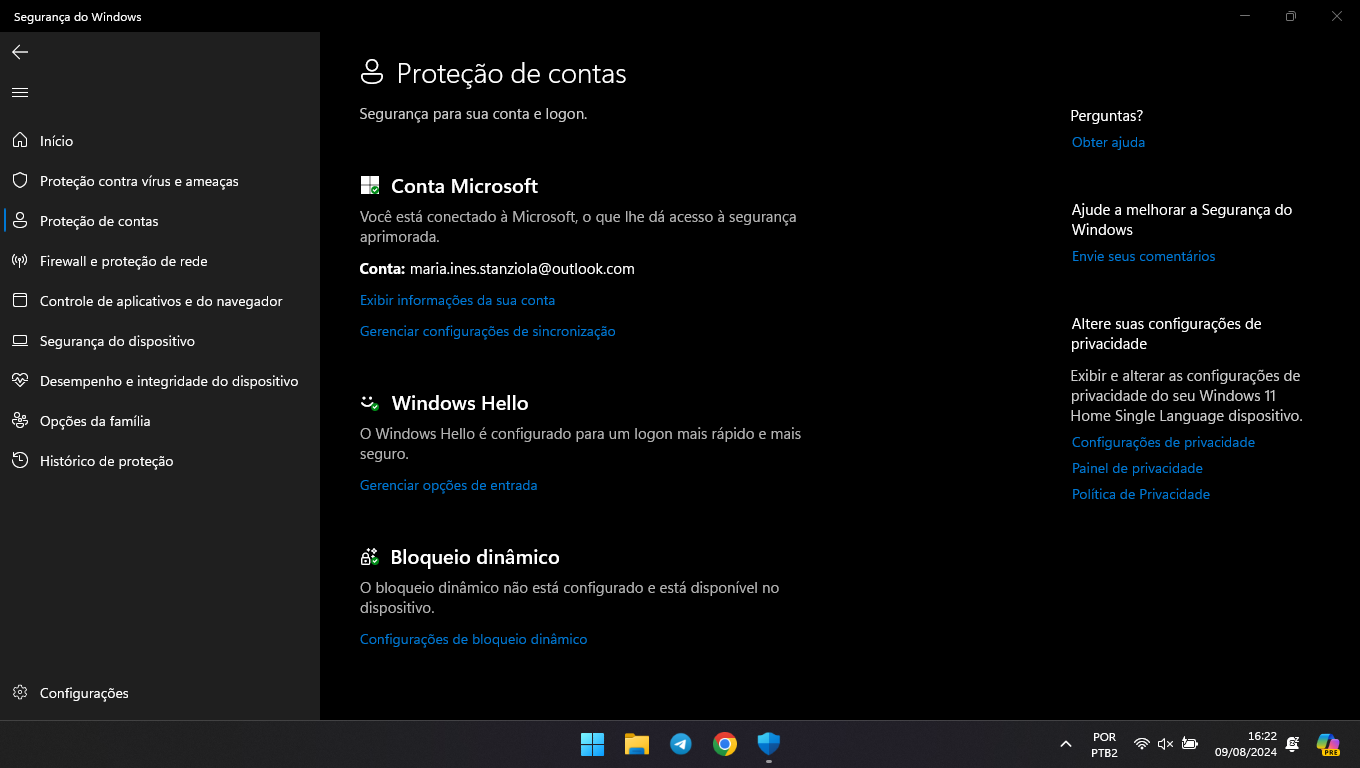 Segurança do Windows
Início
Proteção contra vírus e ameaças
Proteção de contas
Firewall e proteção de rede
Controle de aplicativos e do navegador
Segurança do dispositivo
Desempenho e integridade do dispositivo
Opções da família
Histórico de proteção
Configurações
Proteção de contas
Segurança para sua conta e logon.
Conta Microsoft
Você está conectado à Microsoft, o que lhe dá acesso à segurança
aprimorada.
Conta: maria.ines.stanziola@outlook.com
Exibir informações da sua conta
Gerenciar configurações de sincronização
Windows Hello
O Windows Hello é configurado para um logon mais rápido e mais
seguro.
Gerenciar opções de entrada
Bloqueio dinâmico
O bloqueio dinâmico não está configurado e está disponível no
dispositivo.
Configurações de bloqueio dinâmico
Perguntas?
Obter ajuda
Ajude a melhorar a Segurança do
Windows
Envie seus comentários
Altere suas configurações de
privacidade
Exibir e alterar as configurações de
privacidade do seu Windows 11
Home Single Language dispositivo.
Configurações de privacidade
Painel de privacidade
Política de Privacidade
POR
PTB2
16:22
09/08/2024
PRE